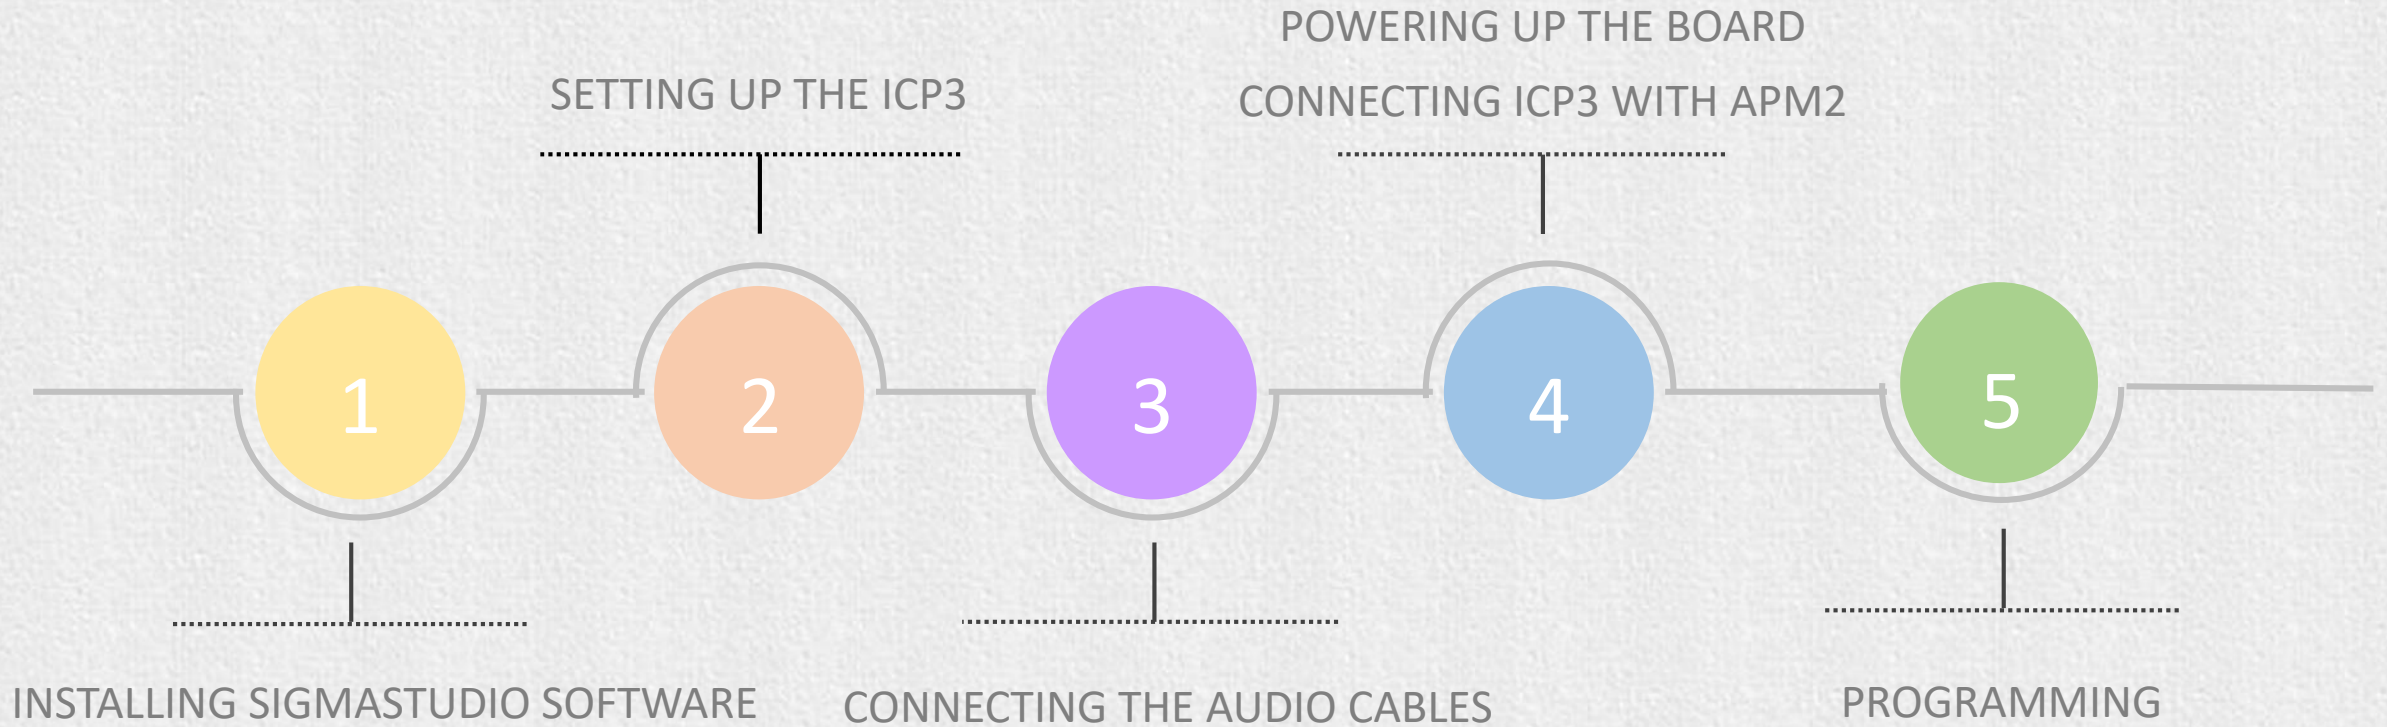 POWERING UP THE BOARD
SETTING UP THE ICP3
CONNECTING ICP3 WITH APM2
1
2
3
4
5
INSTALLING SIGMASTUDIO SOFTWARE
CONNECTING THE AUDIO CABLES
PROGRAMMING